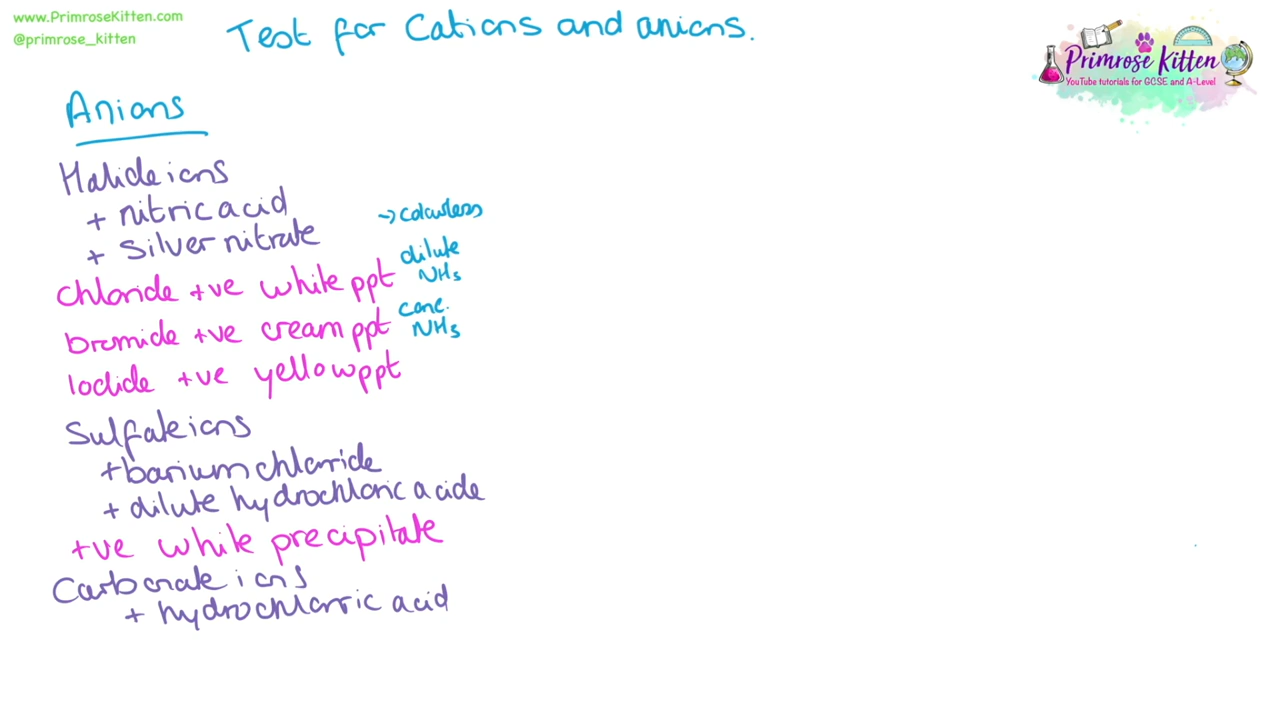 www.PrimroseKitten.com
@primrose_kitten
Test for Cations and anions.
Primrose Kitten
YouTube tutorials for GCSE and A-Level
Anions
Halide ions
+ nitric acid
+ Silver nitrate
→ colourless
chloride +ve white ppt
dilute
NH₃
bromide +ve cream ppt
conc.
NH₃
Iodide +ve yellow ppt
Sulfate ions
+ barium chloride
+ dilute hydrochloric acide
+ve white precipitate
Carbonate ions
+ hydrochloric acid